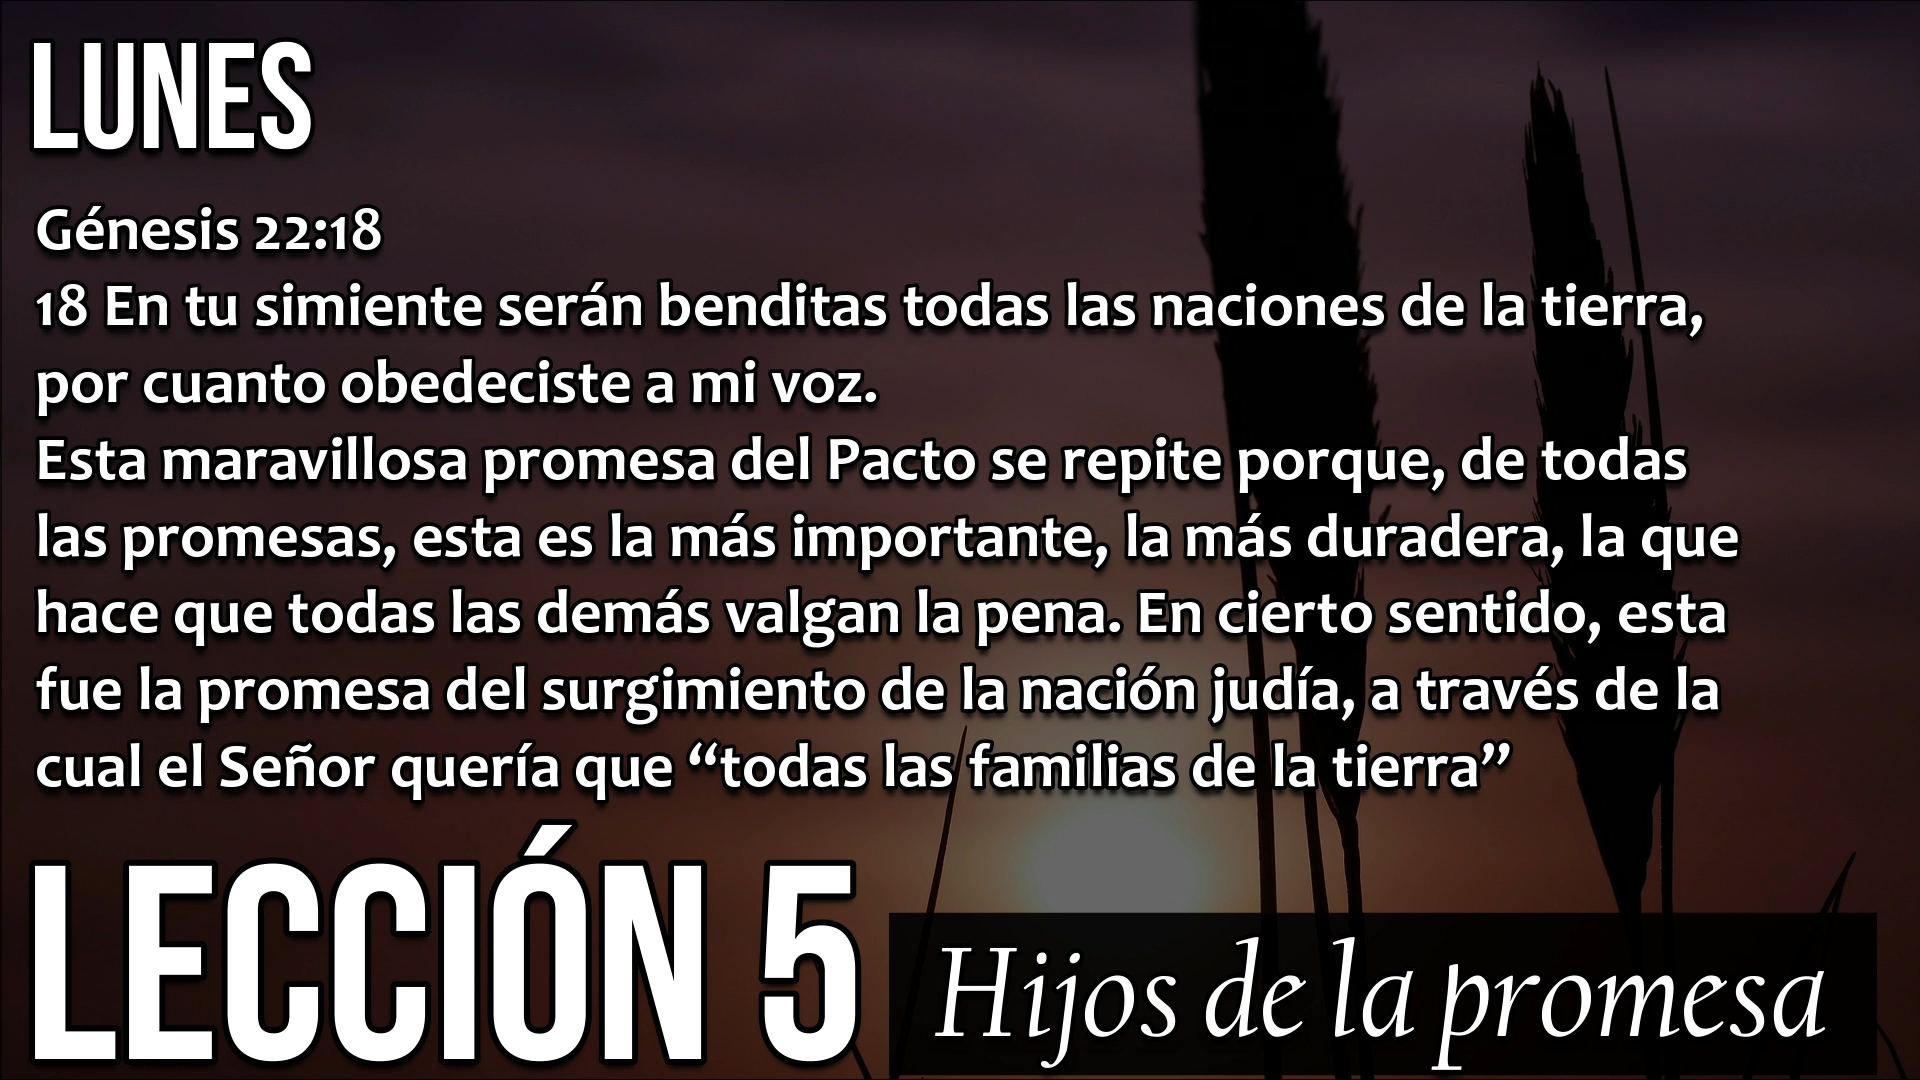 LUNES
Génesis 22:18
18 En tu simiente serán benditas todas las naciones de la tierra,
por cuanto obedeciste a mi voz.
Esta maravillosa promesa del Pacto se repite porque, de todas
las promesas, esta es la más importante, la más duradera, la que
hace que todas las demás valgan la pena. En cierto sentido, esta
fue la promesa del surgimiento de la nación judía, a través de la
cual el Señor quería que “todas las familias de la tierra”
LECCIÓN 5
Hijos de la promesa